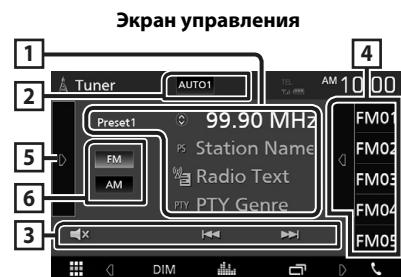 Экран управления
1
4
Tuner
AUTO1
TEL
AM 10:00
2
Preset1
99.90 MHz
FM01
5
FM
PS Station Name
FM02
6
AM
Radio Text
FM03
PTY PTY Genre
FM04
3
FM05
DIM